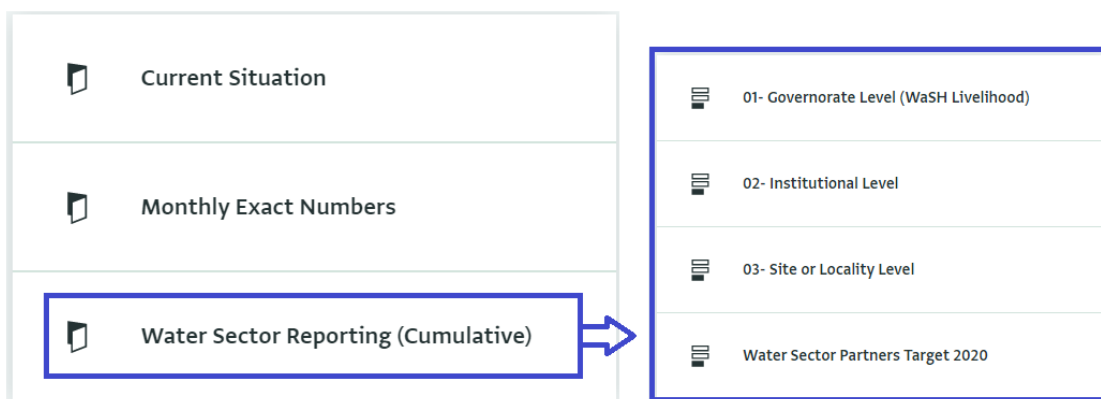 Current Situation
Monthly Exact Numbers
Water Sector Reporting (Cumulative)
01- Governorate Level (WaSH Livelihood)
02- Institutional Level
03- Site or Locality Level
Water Sector Partners Target 2020